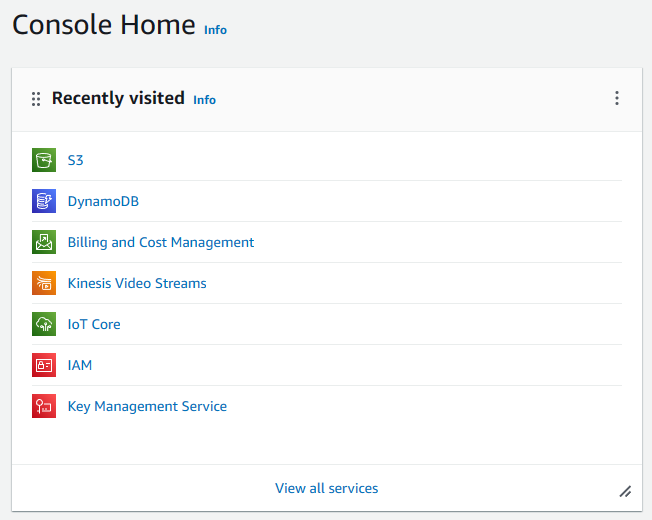 Console Home Info
Recently visited Info
S3
DynamoDB
Billing and Cost Management
Kinesis Video Streams
IoT Core
IAM
Key Management Service
View all services